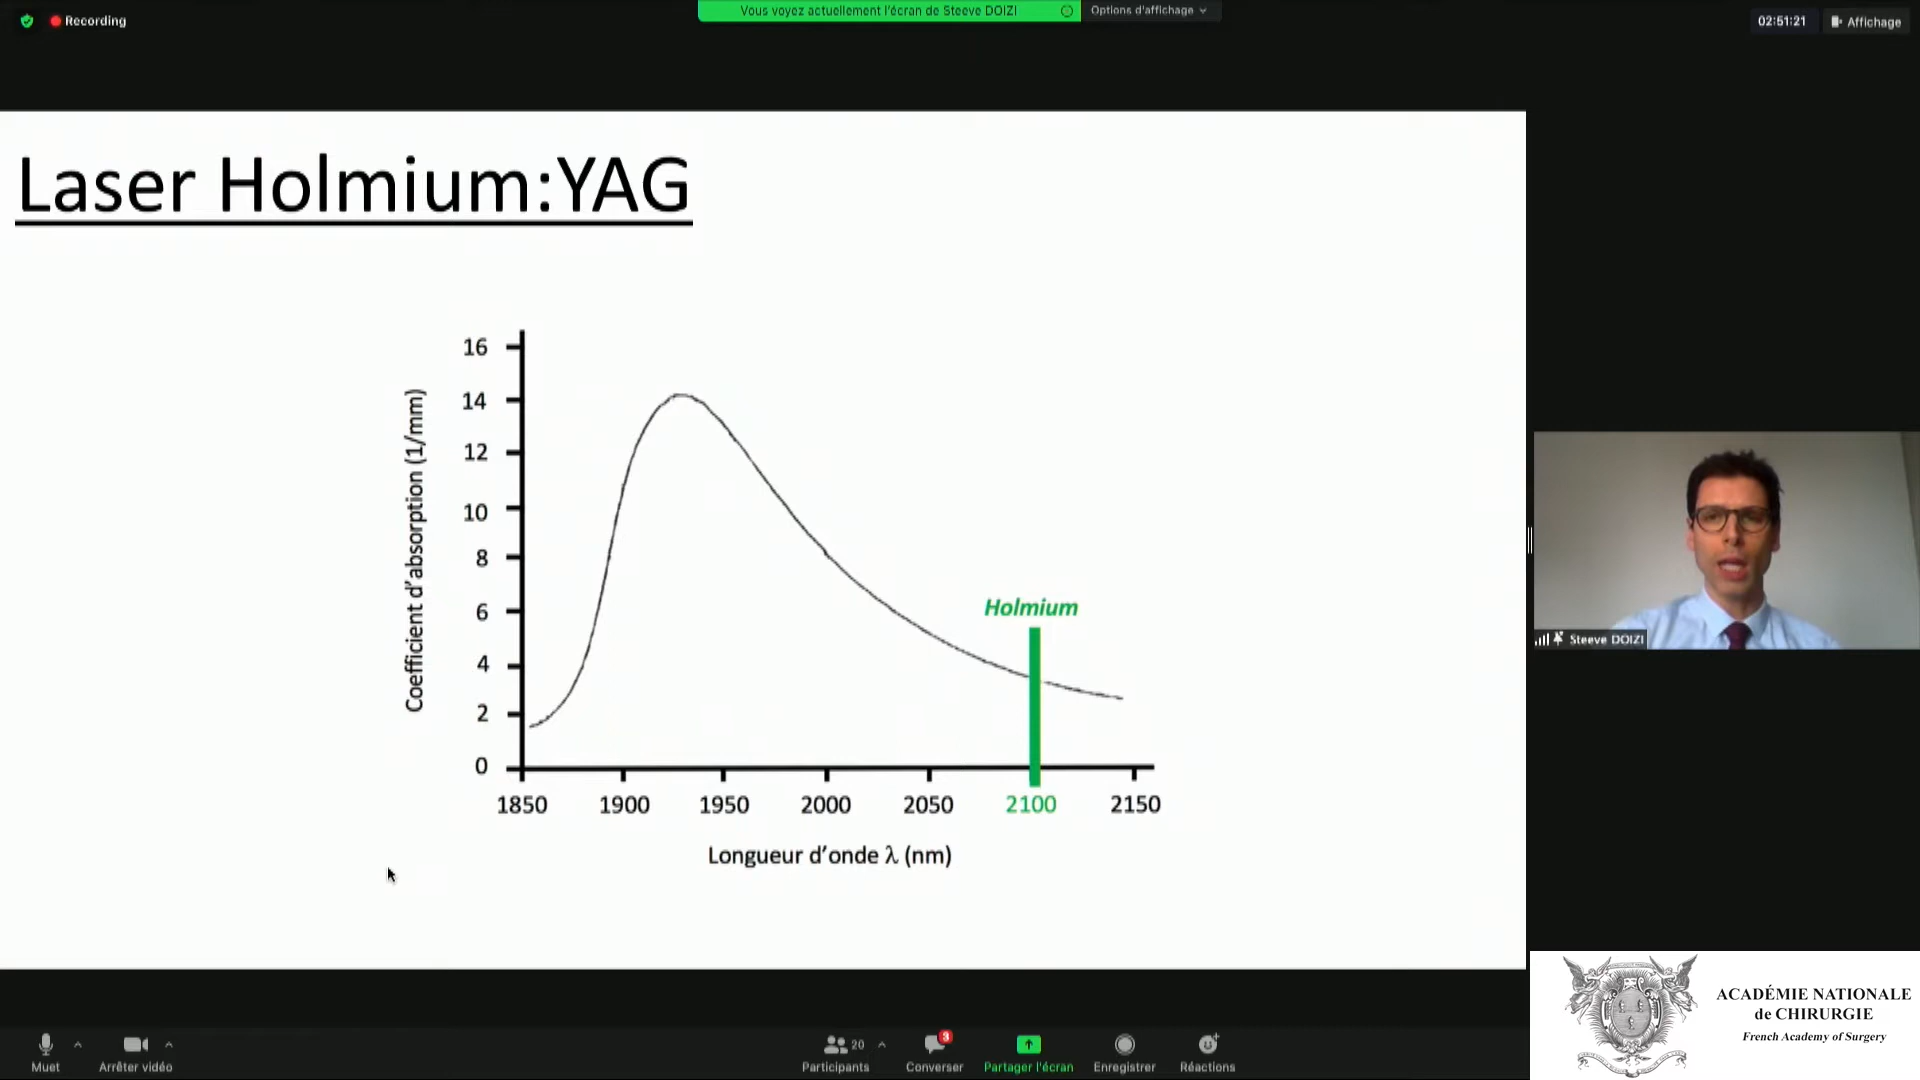 Recording
Vous voyez actuellement l'écran de Steeve DOIZI
Options d'affichage
02:51:21
Affichage
Laser Holmium:YAG
16
14
12
10
8
6
4
2
0
Coefficient d'absorption (1/mm)
Holmium
1850 1900 1950 2000 2050 2100 2150
Longueur d'onde λ (nm)
Steeve DOIZI
ACADÉMIE NATIONALE
de CHIRURGIE
French Academy of Surgery
Muet
Arrêter vidéo
20
Participants
3
Converser
Partager l'écran
Enregistrer
Réactions